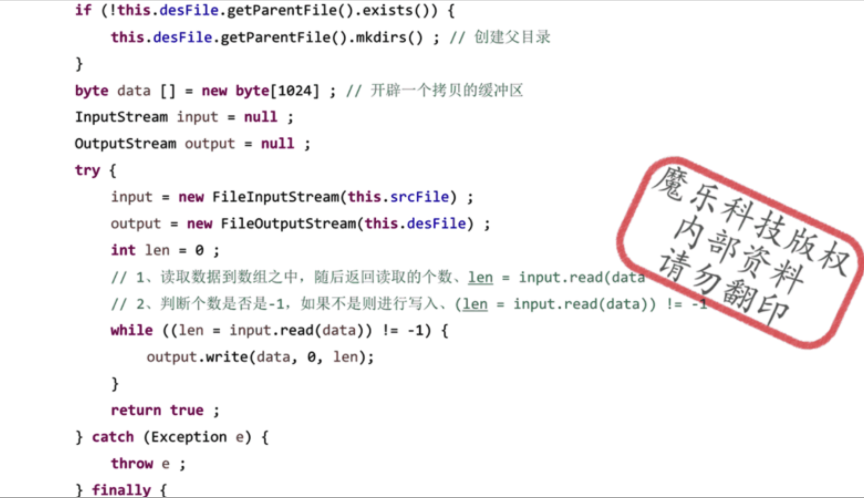 if (!this.desFile.getParentFile().exists()) {
this.desFile.getParentFile().mkdirs() ; // 创建父目录
}
byte data [] = new byte[1024] ; // 开辟一个拷贝的缓冲区
InputStream input = null ;
OutputStream output = null ;
try {
input = new FileInputStream(this.srcFile) ;
output = new FileOutputStream(this.desFile) ;
int len = 0 ;
// 1、读取数据到数组之中，随后返回读取的个数、len = input.read(data
// 2、判断个数是否是-1，如果不是则进行写入、(len = input.read(data)) != -1
while ((len = input.read(data)) != -1) {
output.write(data, 0, len);
}
return true ;
} catch (Exception e) {
throw e ;
} finally {
魔乐科技版权
内部资料
请勿翻印